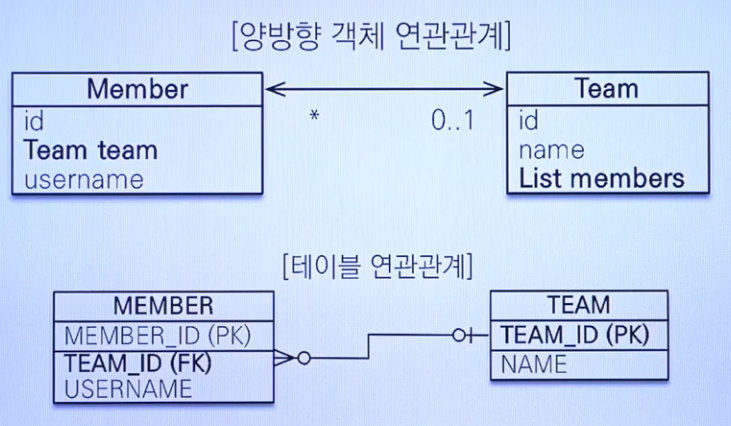 [양방향 객체 연관관계]
Member
id
Team team
username
*
0..1
Team
id
name
List members
[테이블 연관관계]
MEMBER
MEMBER_ID (PK)
TEAM_ID (FK)
USERNAME
TEAM
TEAM_ID (PK)
NAME